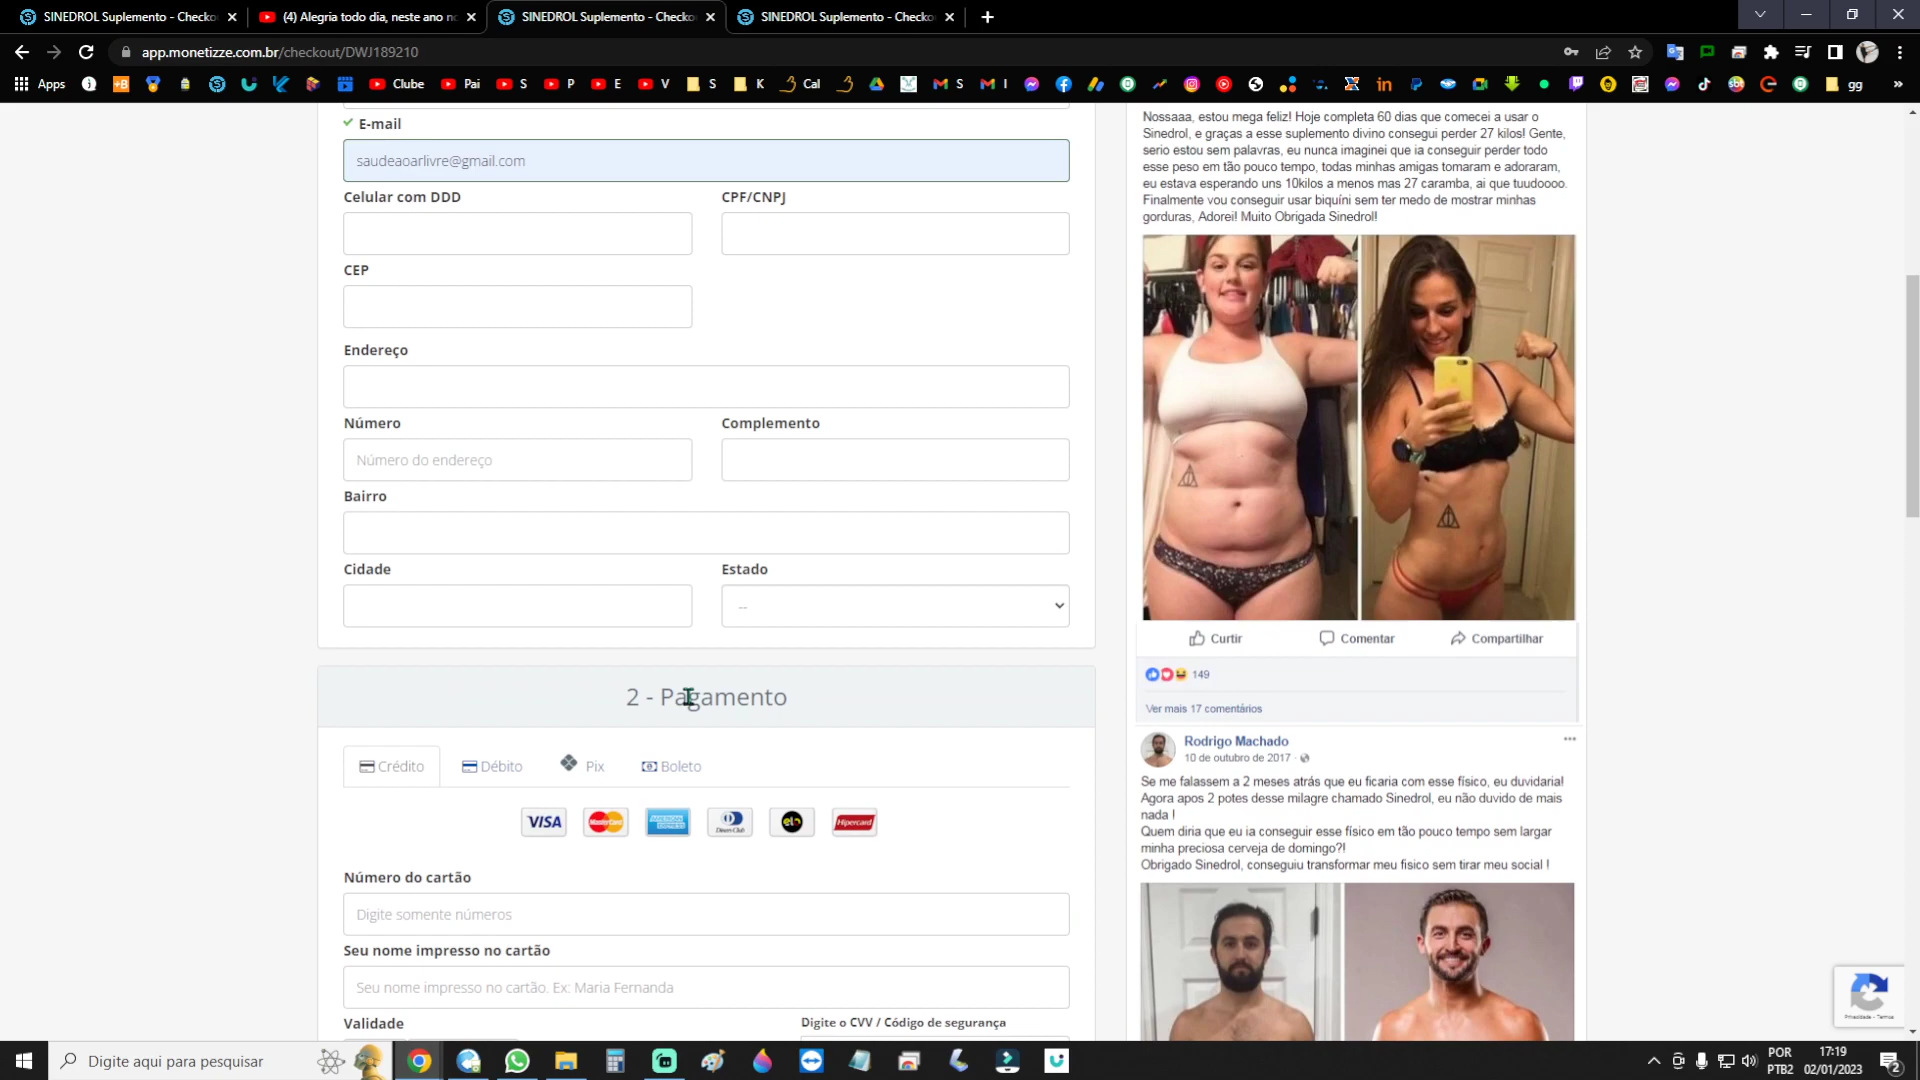 SINEDROL Suplemento - Checko
(4) Alegria todo dia, neste ano n
SINEDROL Suplemento - Checko
SINEDROL Suplemento - Checko
app.monetizze.com.br/checkout/DWJ189210
Apps
Clube
Pai
S
P
E
V
S
K
Cal
S
I
gg
E-mail
saudeaoarlivre@gmail.com
Celular com DDD
CPF/CNPJ
CEP
Endereço
Número
Complemento
Número do endereço
Bairro
Cidade
Estado
--
2 - Pagamento
Crédito
Débito
Pix
Boleto
VISA
MasterCard
AMERICAN EXPRESS
Diners Club
elo
Hipercard
Número do cartão
Digite somente números
Seu nome impresso no cartão
Seu nome impresso no cartão. Ex: Maria Fernanda
Validade
Digite o CVV / Código de segurança
Nossaaa, estou mega feliz! Hoje completa 60 dias que comecei a usar o
Sinedrol, e graças a esse suplemento divino consegui perder 27 kilos! Gente,
serio estou sem palavras, eu nunca imaginei que ia conseguir perder todo
esse peso em tão pouco tempo, todas minhas amigas tomaram e adoraram,
eu estava esperando uns 10kilos a menos mas 27 caramba, ai que tuudoooo.
Finalmente vou conseguir usar biquíni sem ter medo de mostrar minhas
gorduras, Adorei! Muito Obrigada Sinedrol!
Curtir
Comentar
Compartilhar
149
Ver mais 17 comentários
Rodrigo Machado
10 de outubro de 2017 ·
Se me falassem a 2 meses atrás que eu ficaria com esse físico, eu duvidaria!
Agora apos 2 potes desse milagre chamado Sinedrol, eu não duvido de mais
nada !
Quem diria que eu ia conseguir esse físico em tão pouco tempo sem largar
minha preciosa cerveja de domingo?!
Obrigado Sinedrol, conseguiu transformar meu fisico sem tirar meu social !
Privacidade - Termos
Digite aqui para pesquisar
POR
PTB2
17:19
02/01/2023
2